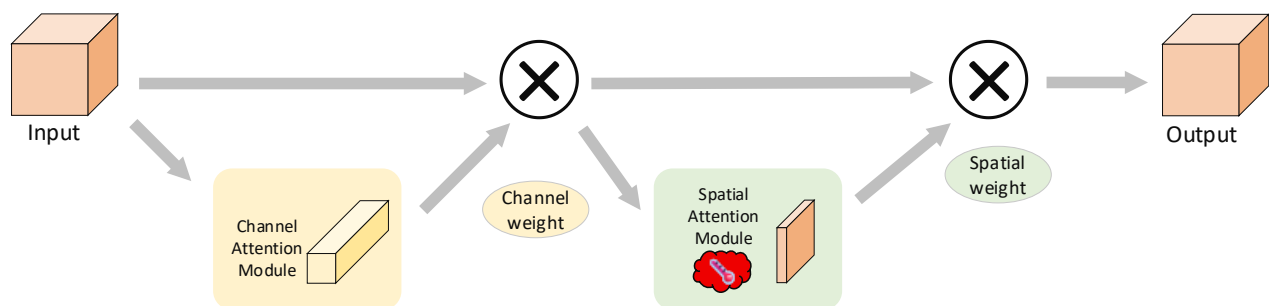 Input
Channel
Attention
Module
Channel
weight
Spatial
Attention
Module
Spatial
weight
Output